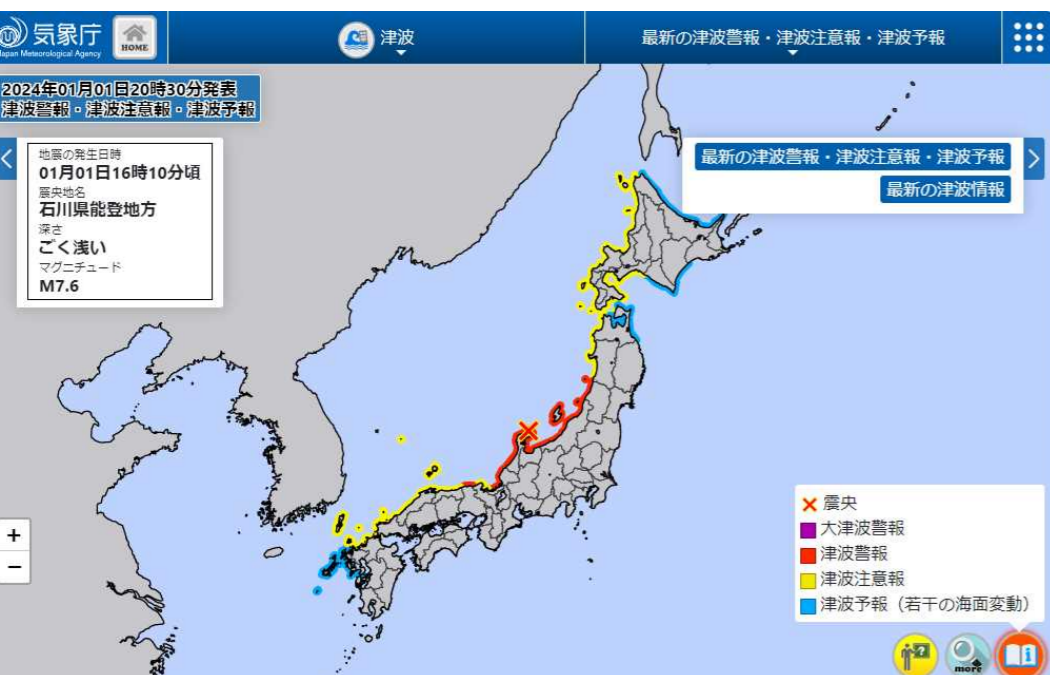 気象庁
Japan Meteorological Agency
HOME
津波
最新の津波警報・津波注意報・津波予報
2024年01月01日20時30分発表
津波警報・津波注意報・津波予報
地震の発生日時
01月01日16時10分頃
震央地名
石川県能登地方
深さ
ごく浅い
マグニチュード
M7.6
最新の津波警報・津波注意報・津波予報
最新の津波情報
+
−
震央
大津波警報
津波警報
津波注意報
津波予報（若干の海面変動）
more